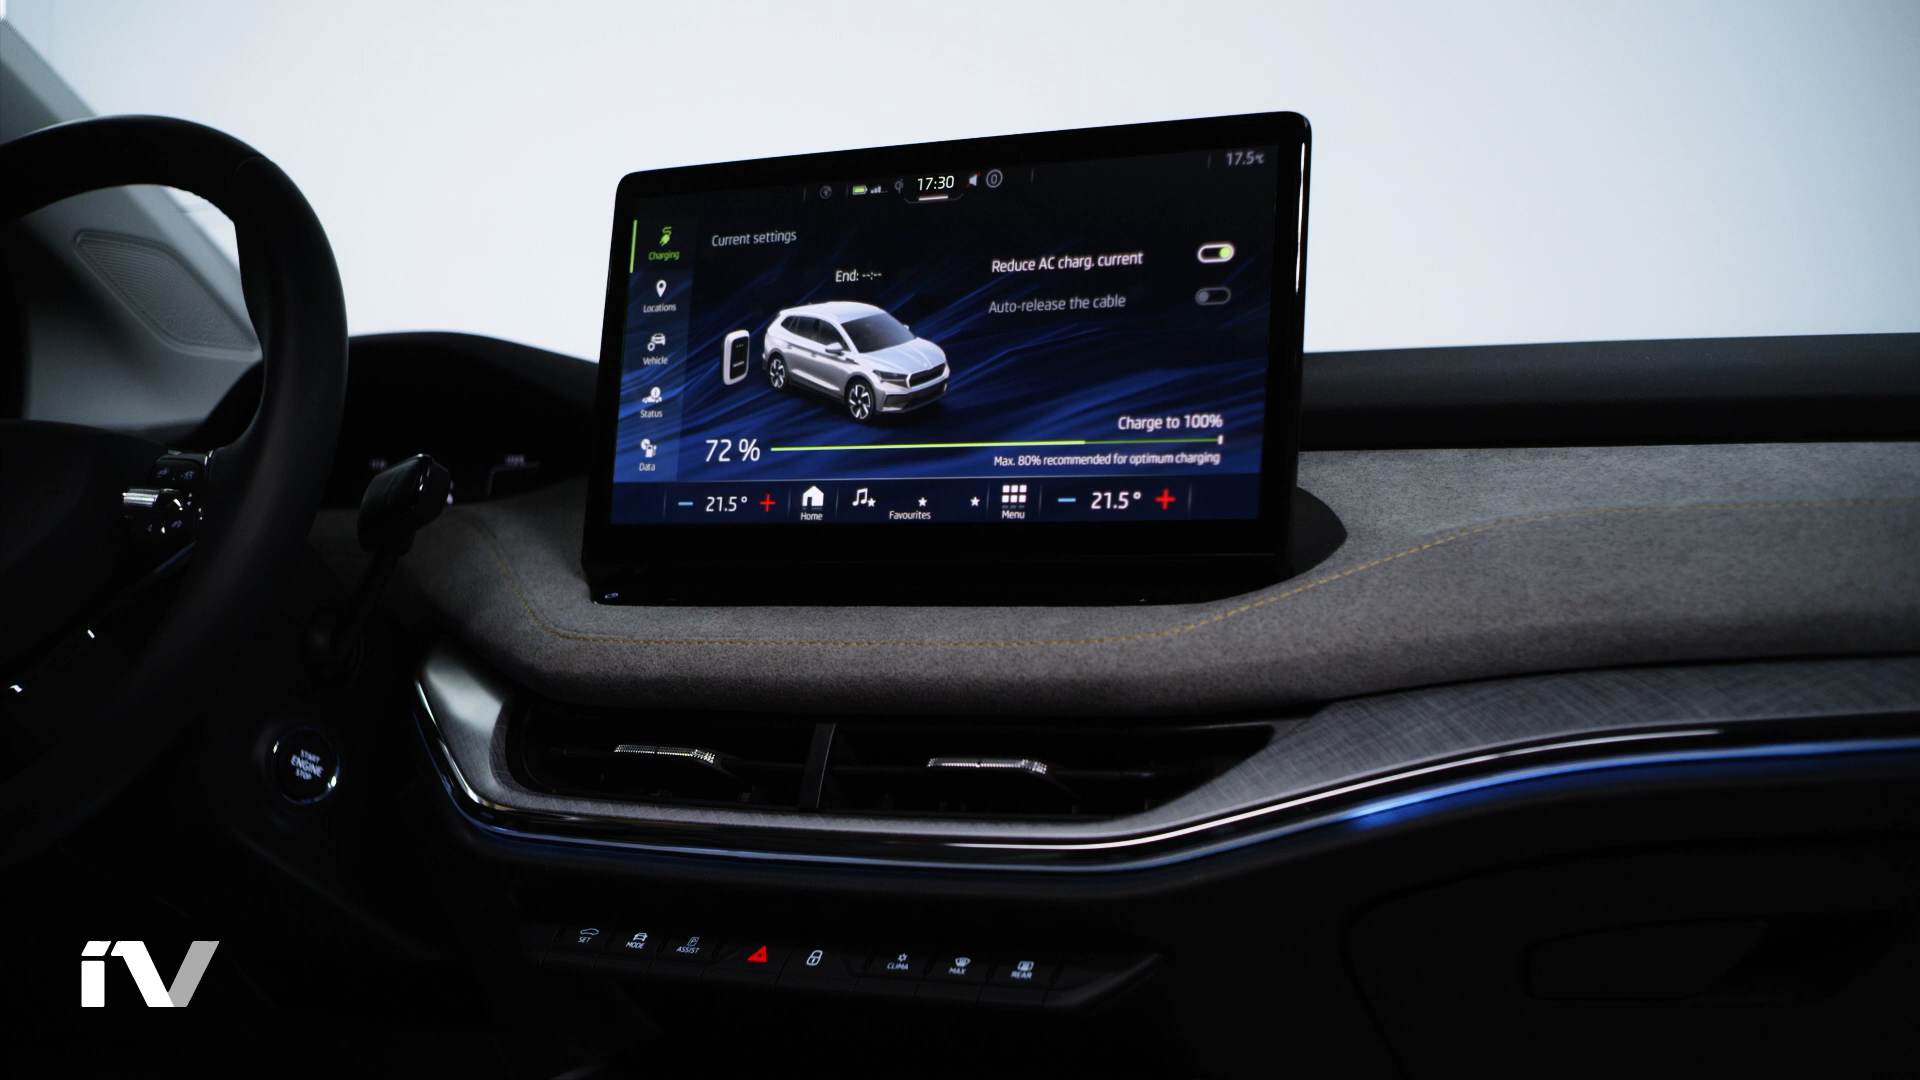 17.5°C
17:30
Charging
Current settings
End: --:--
Reduce AC charg. current
Locations
Auto-release the cable
Vehicle
Status
Charge to 100%
72 %
Max. 80% recommended for optimum charging
Data
21.5°
Home
Favourites
Menu
21.5°
START
ENGINE
STOP
SET
MODE
ASSIST
CLIMA
MAX
REAR
iV